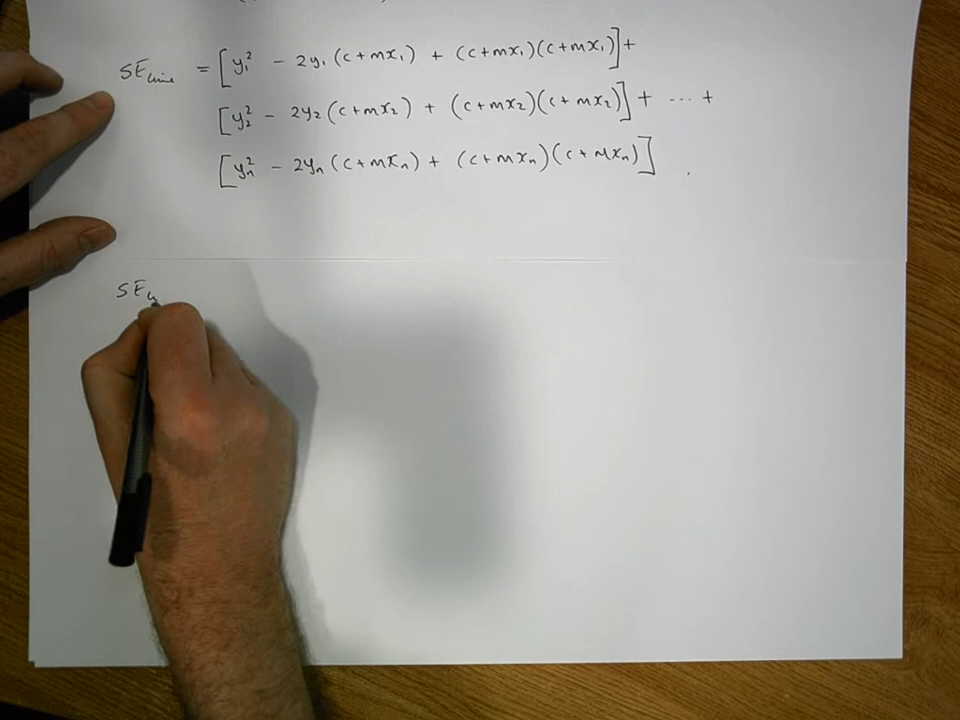 SE_line = [y₁² - 2y₁(c+mx₁) + (c+mx₁)(c+mx₁)] +
[y₂² - 2y₂(c+mx₂) + (c+mx₂)(c+mx₂)] + ... +
[yₙ² - 2yₙ(c+mxₙ) + (c+mxₙ)(c+mxₙ)] .
SE